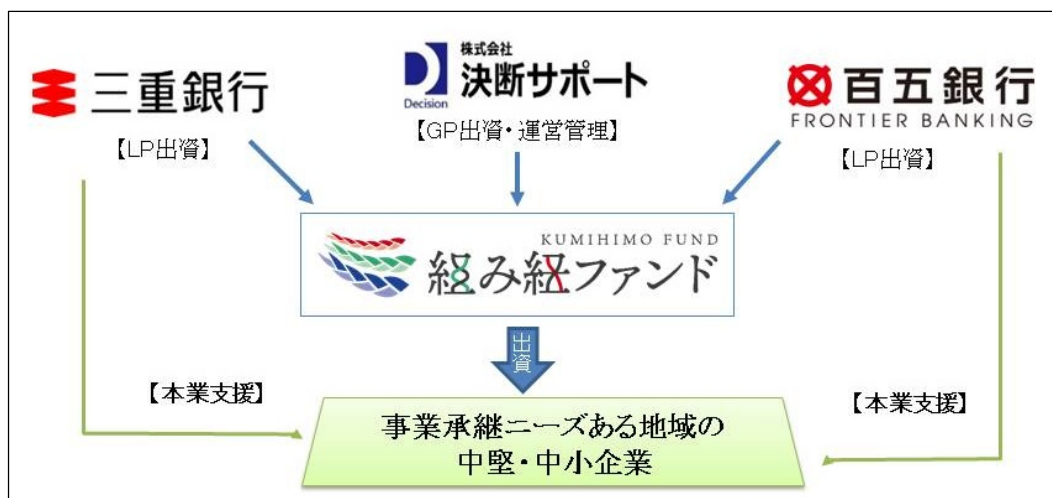 三重銀行
【LP出資】
株式会社
決断サポート
Decision
【GP出資・運営管理】
百五銀行
FRONTIER BANKING
【LP出資】
KUMIHIMO FUND
組み紐ファンド
出資
【本業支援】
【本業支援】
事業承継ニーズある地域の
中堅・中小企業